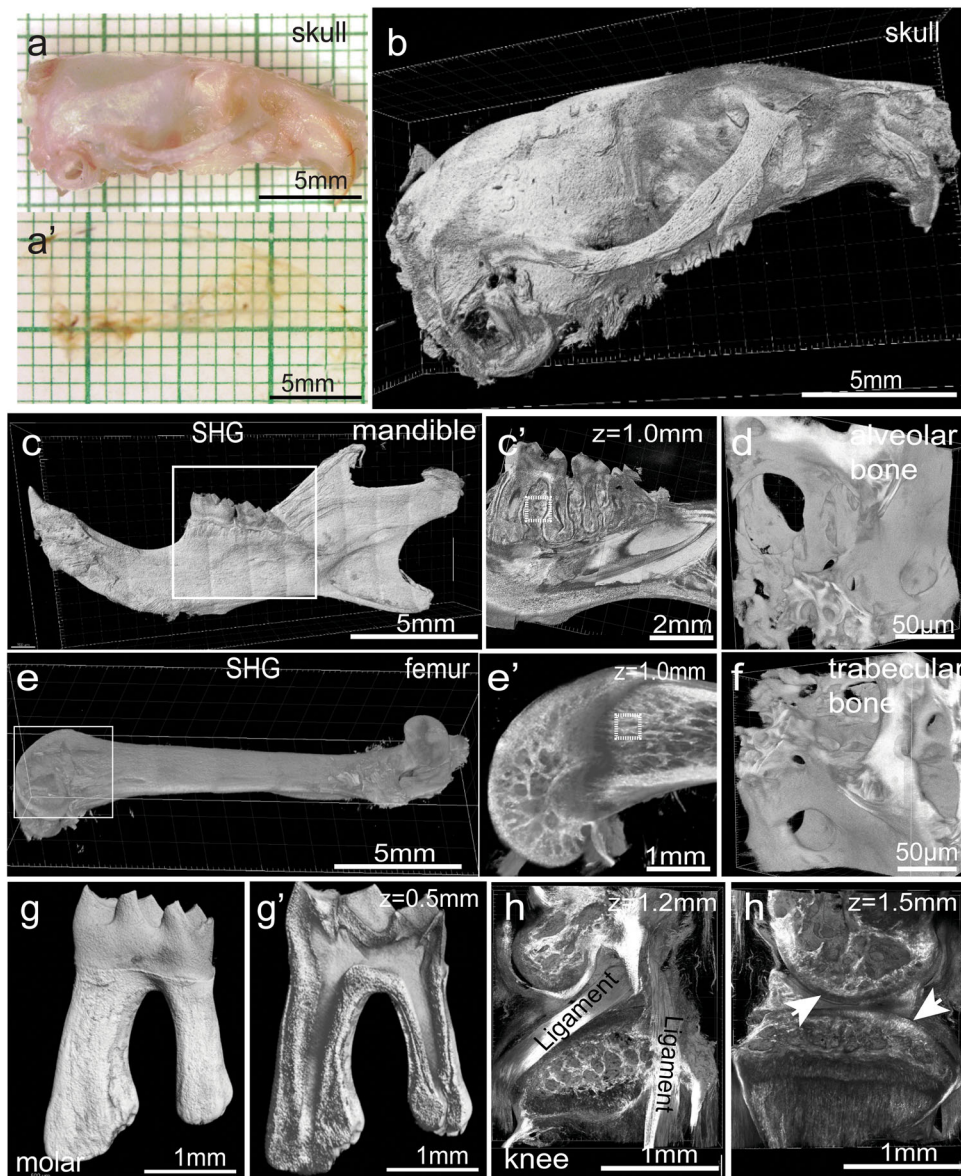 a
skull
5mm
a’
5mm
b
skull
5mm
c
SHG
mandible
5mm
c’
z=1.0mm
2mm
d
alveolar
bone
50µm
e
SHG
femur
5mm
e’
z=1.0mm
1mm
f
trabecular
bone
50µm
g
molar
1mm
g’
z=0.5mm
1mm
h
z=1.2mm
Ligament
Ligament
knee
1mm
h
z=1.5mm
1mm